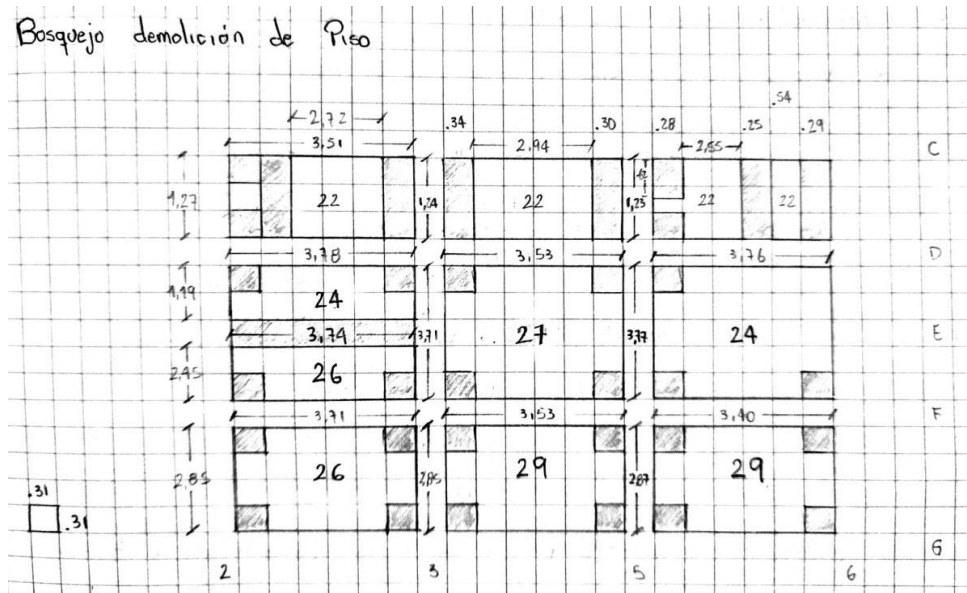 Bosquejo demolición de Piso
.54
2,72 .34 .30 .28 .25 .29
3,51 2,94 2,55 C
1,27 22 1,24 22 1,25 22 22
3,78 3,53 3,76 D
1,19 24
3,74 3,71 27 3,77 24 E
2,45 26
3,71 3,53 3,40 F
2,85 26 2,85 29 2,87 29
.31
.31
G
2 3 5 6